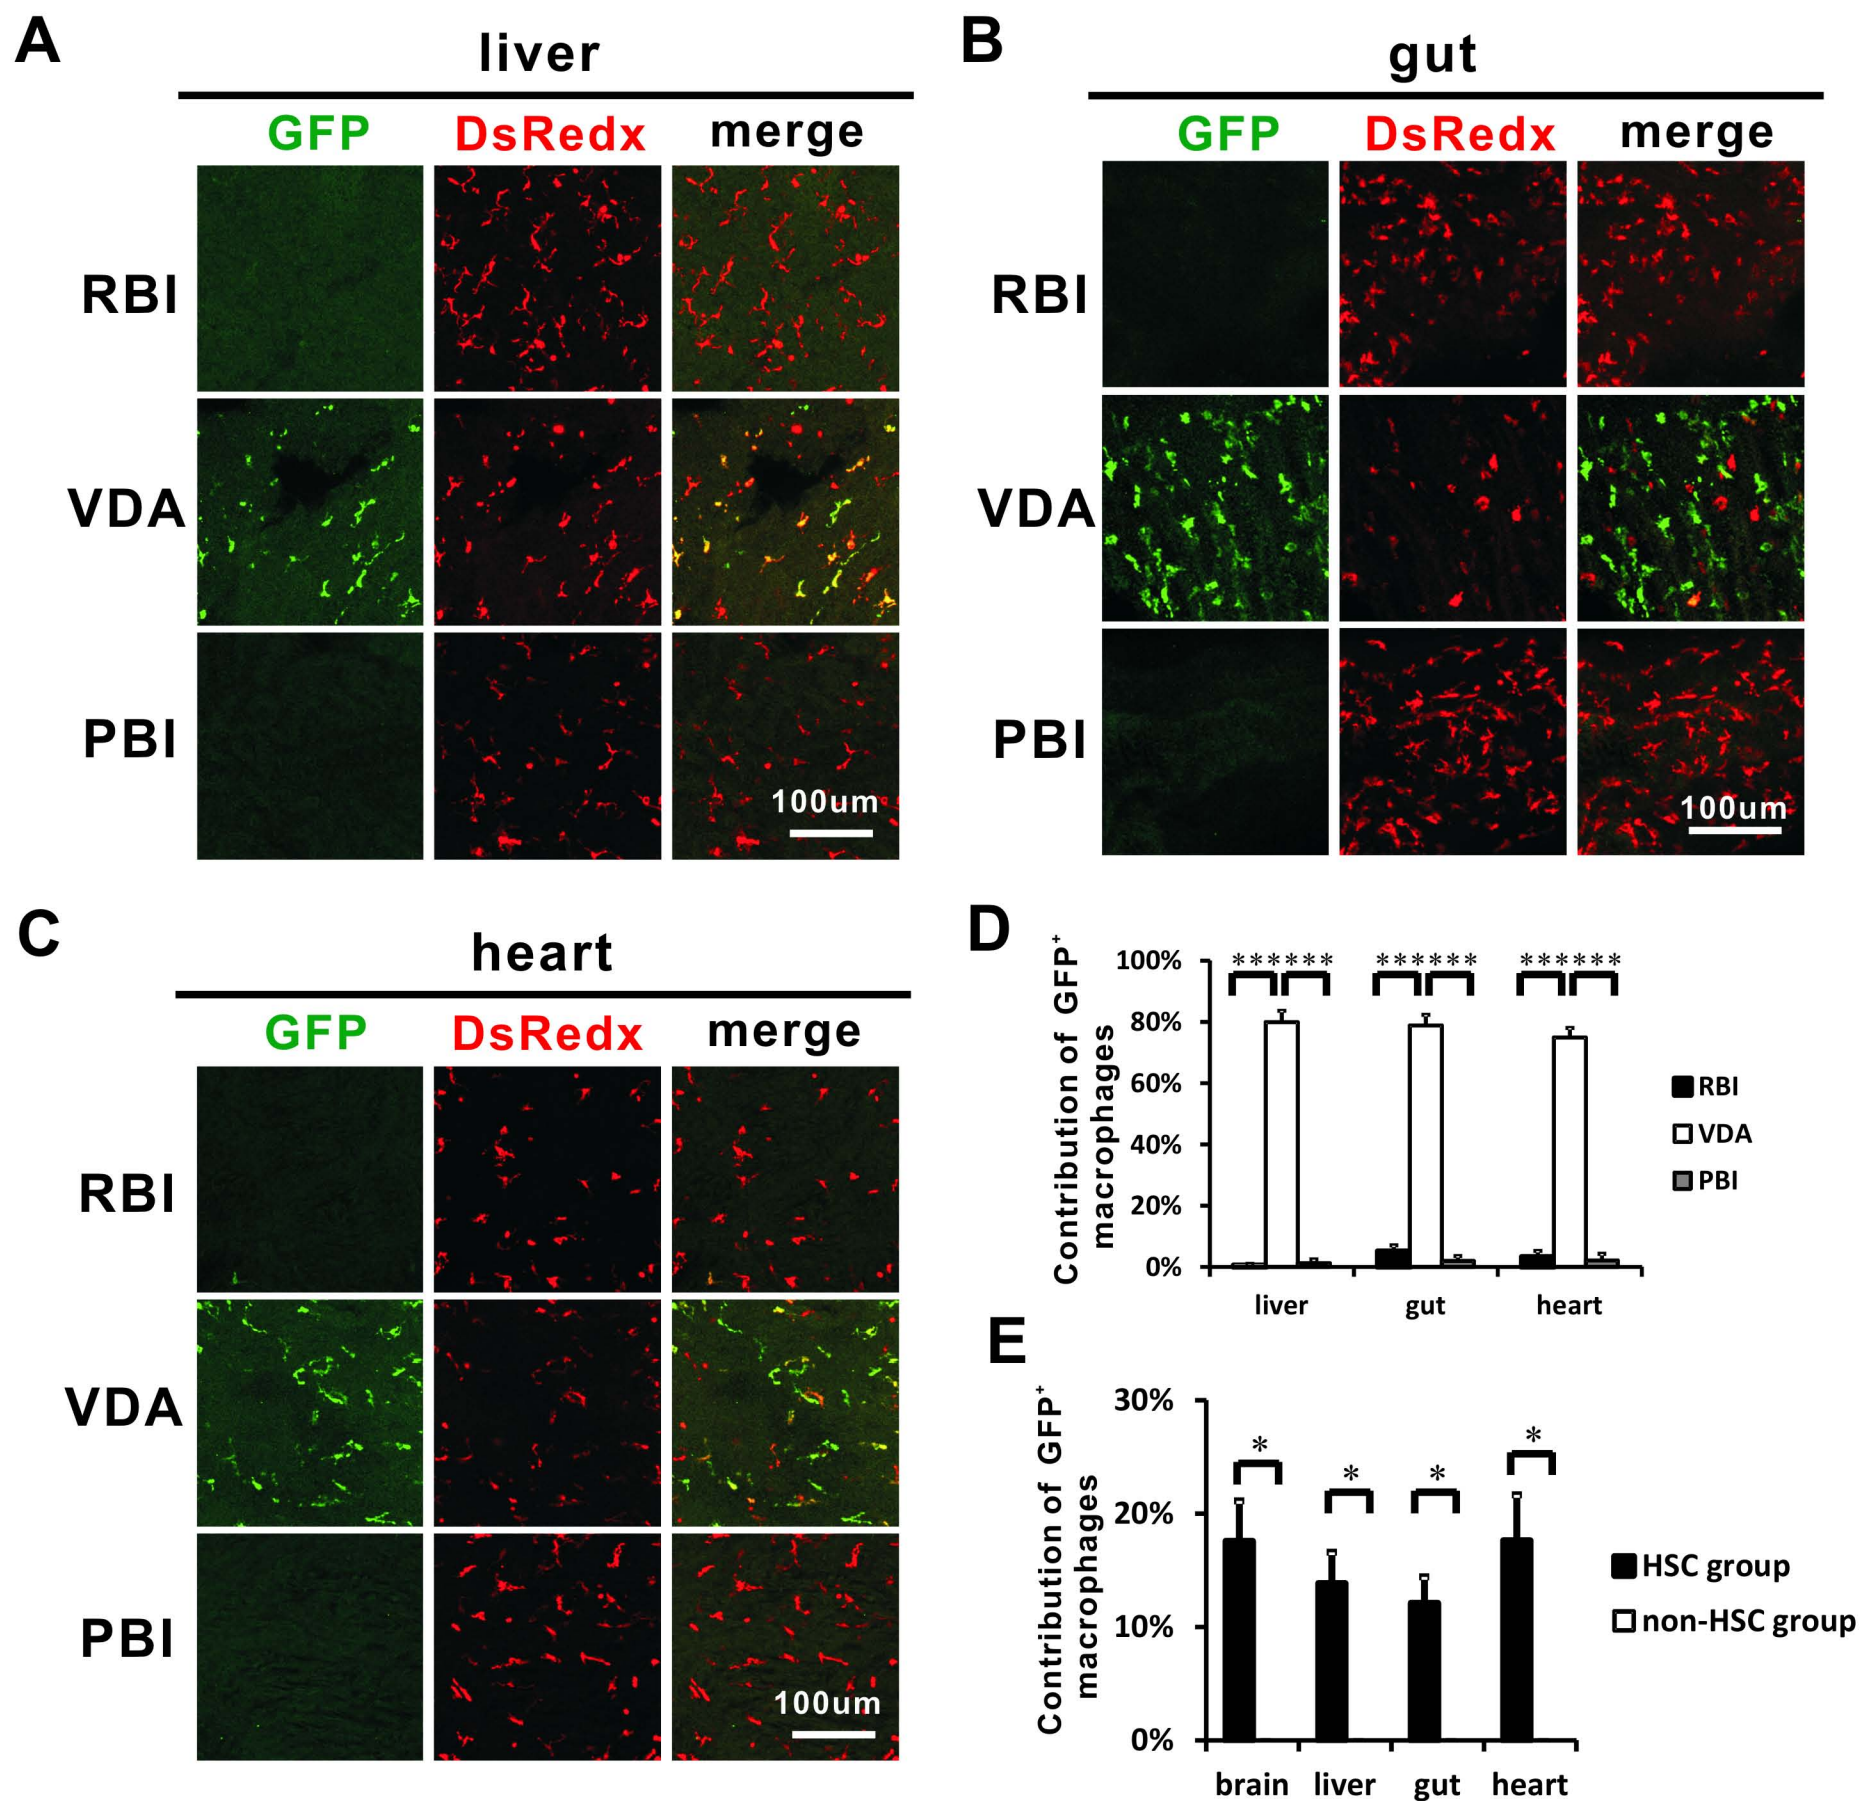 A
liver
GFP DsRedx merge
RBI
VDA
PBI
100um
B
gut
GFP DsRedx merge
RBI
VDA
PBI
100um
C
heart
GFP DsRedx merge
RBI
VDA
PBI
100um
D
Contribution of GFP+
macrophages
100%
80%
60%
40%
20%
0%
****** ****** ******
liver gut heart
RBI
VDA
PBI
E
Contribution of GFP+
macrophages
30%
20%
10%
0%
* * * *
brain liver gut heart
HSC group
non-HSC group